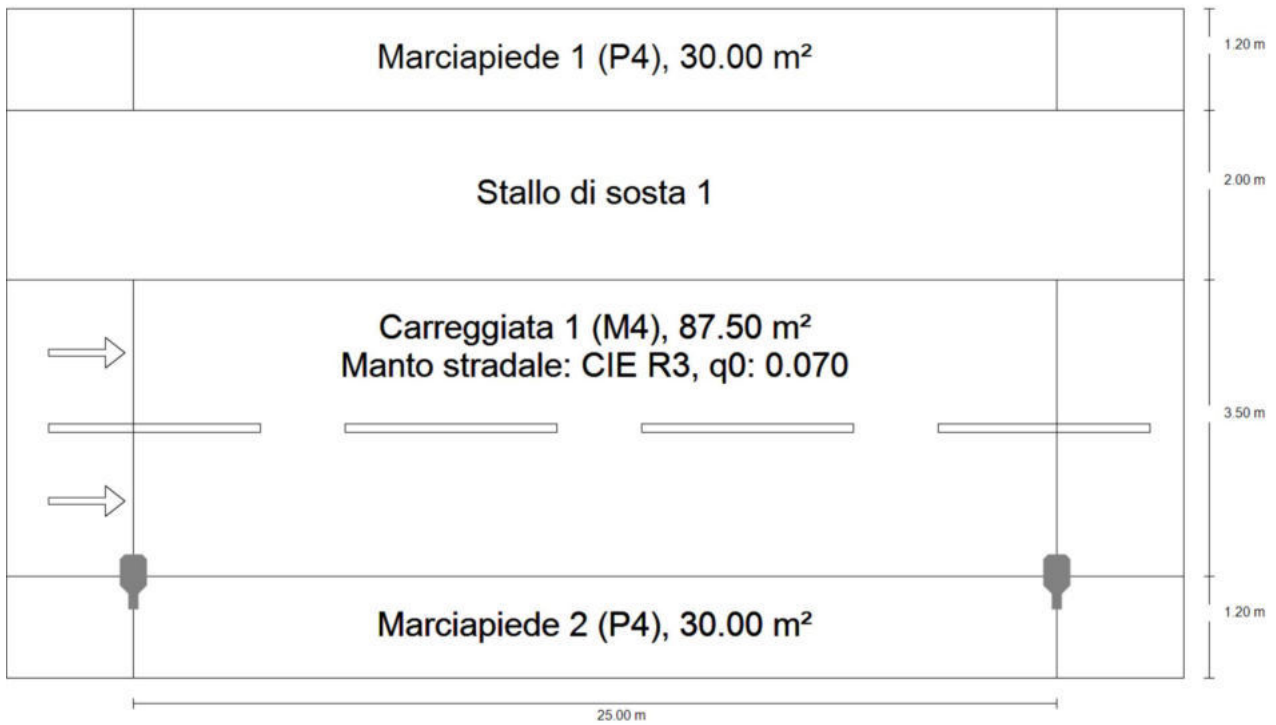 Marciapiede 1 (P4), 30.00 m²
1.20 m
Stallo di sosta 1
2.00 m
Carreggiata 1 (M4), 87.50 m²
Manto stradale: CIE R3, q0: 0.070
3.50 m
Marciapiede 2 (P4), 30.00 m²
1.20 m
25.00 m